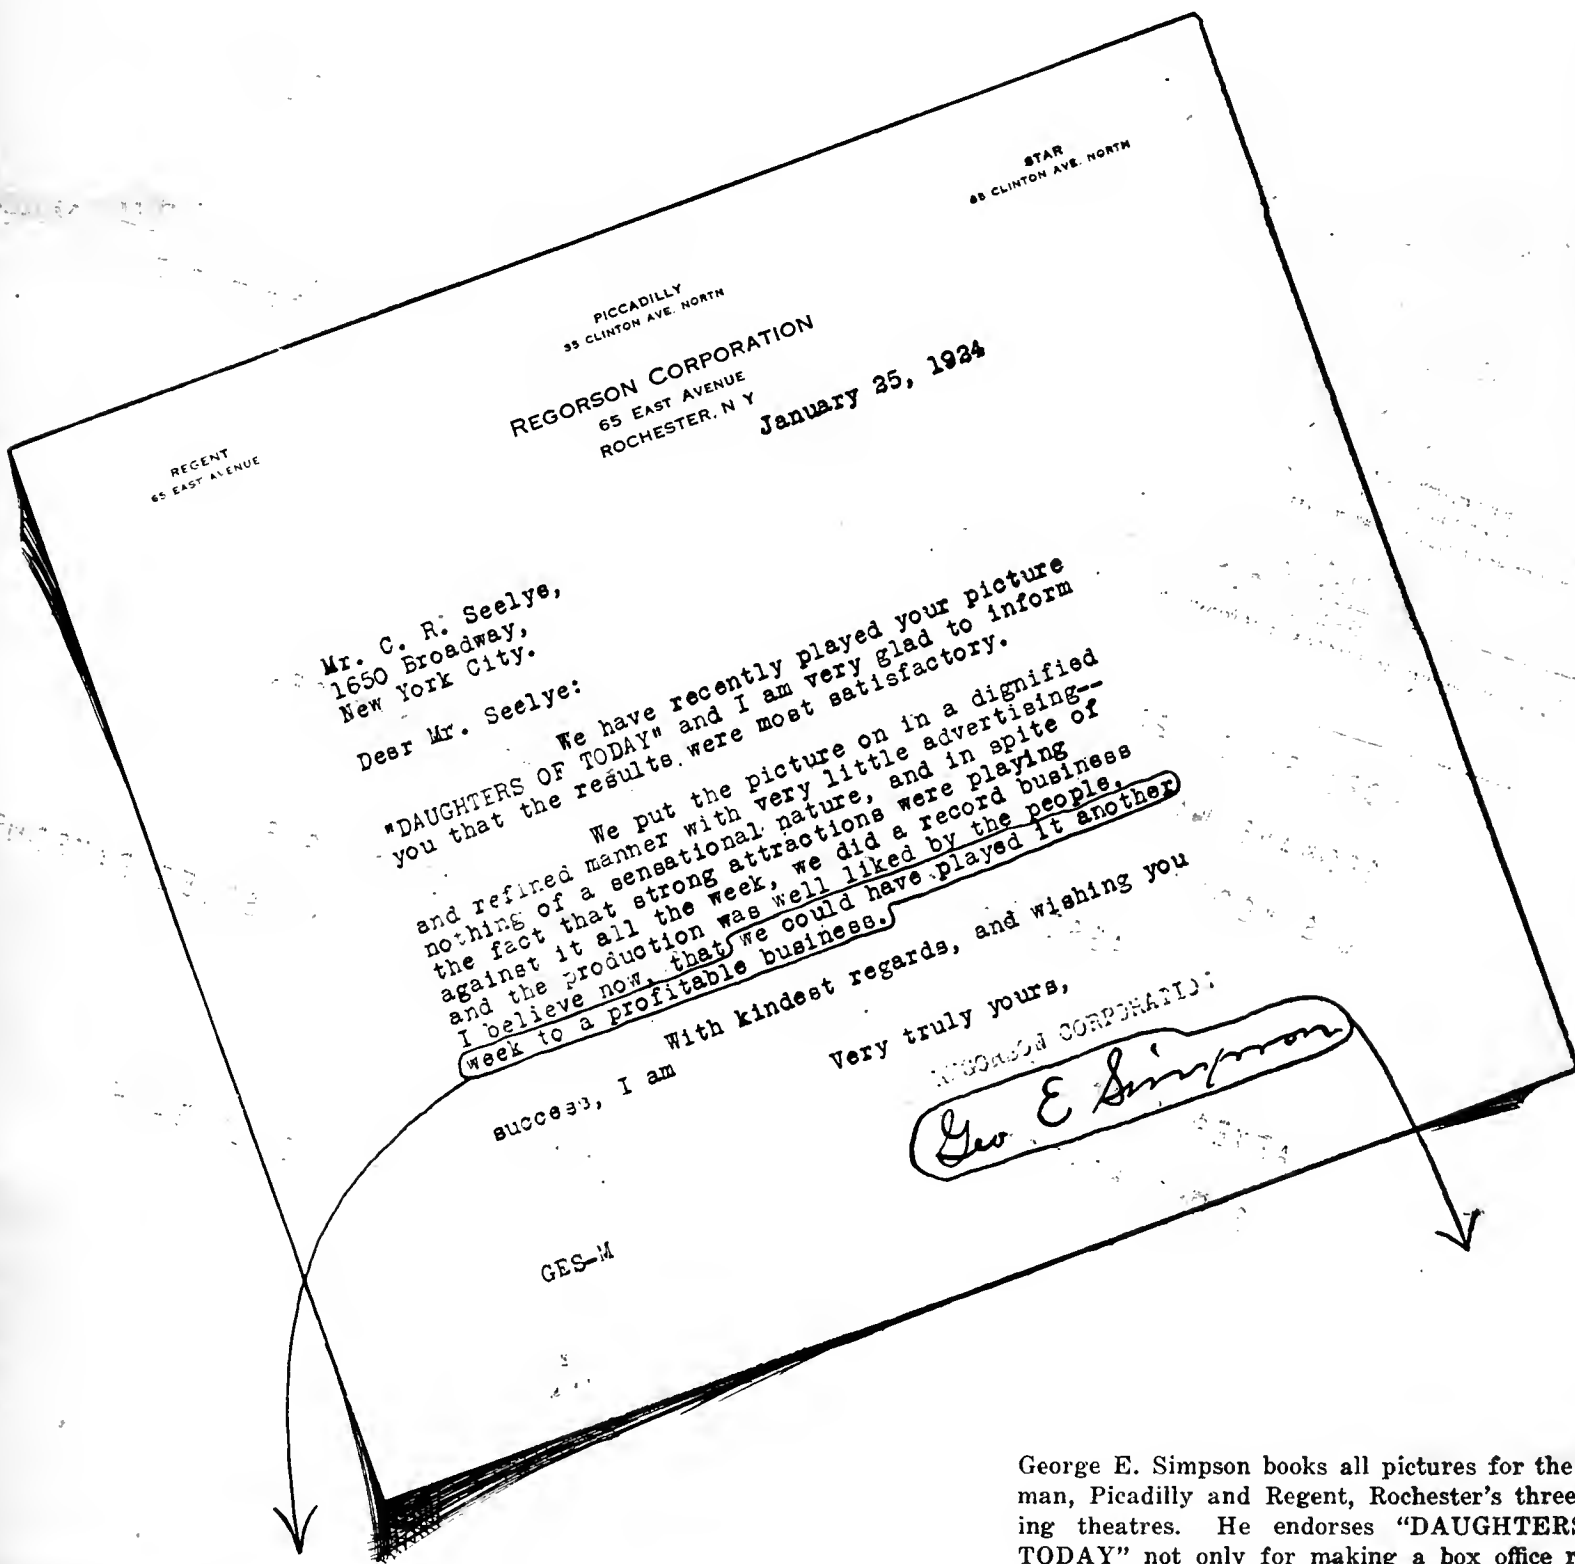 STAR
CLINTON AVE. NORTH
PICCADILLY
35 CLINTON AVE. NORTH
REGORSON CORPORATION
65 EAST AVENUE
ROCHESTER, N Y
REGENT
65 EAST AVENUE
January 25, 1924
Mr. C. R. Seelye,
1650 Broadway,
New York City.
Dear Mr. Seelye:
We have recently played your picture
"DAUGHTERS OF TODAY" and I am very glad to inform
you that the results were most satisfactory.
We put the picture on in a dignified
and refined manner with very little advertising--
nothing of a sensational nature, and in spite of
the fact that strong attractions were playing
against it all the week, we did a record business
and the production was well liked by the people.
I believe now, that we could have played it another
week to a profitable business.
With kindest regards, and wishing you
success, I am
Very truly yours,
REGORSON CORPORATION
Geo E Simpson
GES-M
George E. Simpson books all pictures for the
man, Picadilly and Regent, Rochester's three
ing theatres. He endorses "DAUGHTERS
TODAY" not only for making a box office